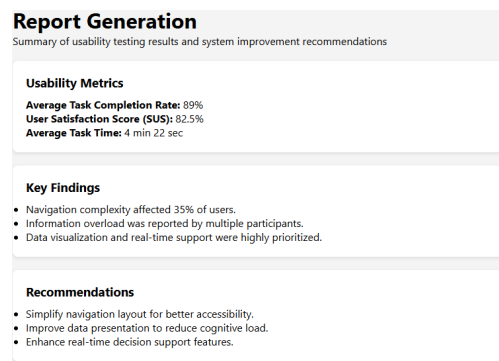 Report Generation
Summary of usability testing results and system improvement recommendations
Usability Metrics
Average Task Completion Rate: 89%
User Satisfaction Score (SUS): 82.5%
Average Task Time: 4 min 22 sec
Key Findings
• Navigation complexity affected 35% of users.
• Information overload was reported by multiple participants.
• Data visualization and real-time support were highly prioritized.
Recommendations
• Simplify navigation layout for better accessibility.
• Improve data presentation to reduce cognitive load.
• Enhance real-time decision support features.